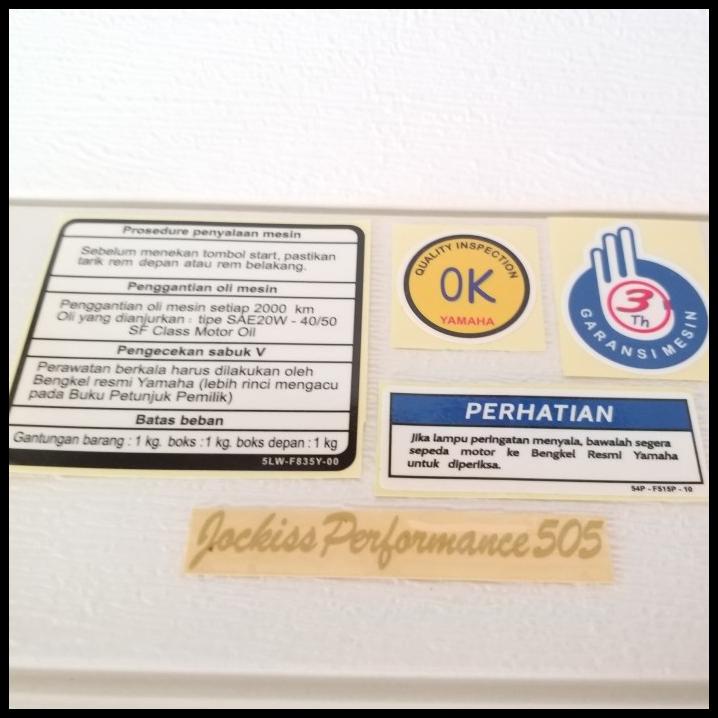 Prosedure penyalaan mesin
Sebelum menekan tombol start, pastikan
tarik rem depan atau rem belakang.
Penggantian oli mesin
Penggantian oli mesin setiap 2000 km
Oli yang dianjurkan : tipe SAE20W - 40/50
SF Class Motor Oil
Pengecekan sabuk V
Perawatan berkala harus dilakukan oleh
Bengkel resmi Yamaha (lebih rinci mengacu
pada Buku Petunjuk Pemilik)
Batas beban
Gantungan barang : 1 kg. boks :1 kg. boks depan : 1 kg
5LW-F835Y-00
QUALITY INSPECTION
OK
YAMAHA
3
Th
GARANSI MESIN
PERHATIAN
Jika lampu peringatan menyala, bawalah segera
sepeda motor ke Bengkel Resmi Yamaha
untuk diperiksa.
54P - F515P - 10
Jockiss Performance 505